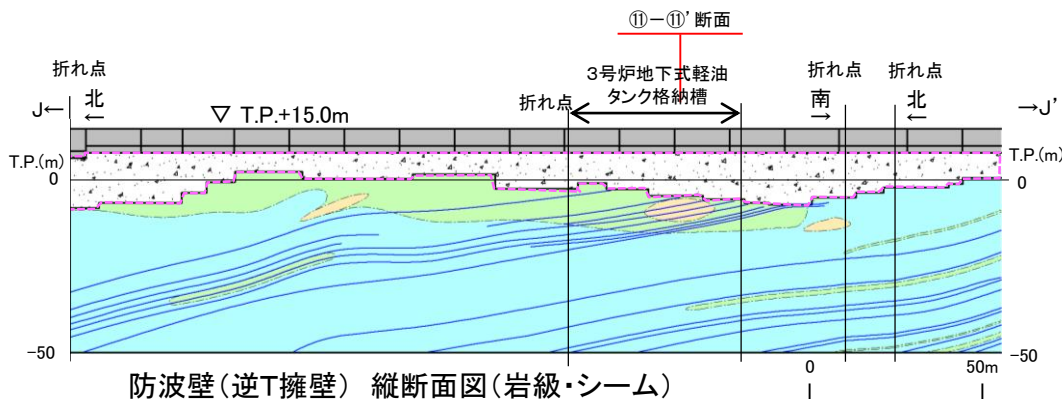 ⑪－⑪’断面
折れ点
J← 北
←
▽ T.P.+15.0m
折れ点
3号炉地下式軽油
タンク格納槽
折れ点
南
→
折れ点
北
←
→J’
T.P.(m)
0
-50
T.P.(m)
0
-50
防波壁（逆T擁壁） 縦断面図（岩級・シーム）
0 50m